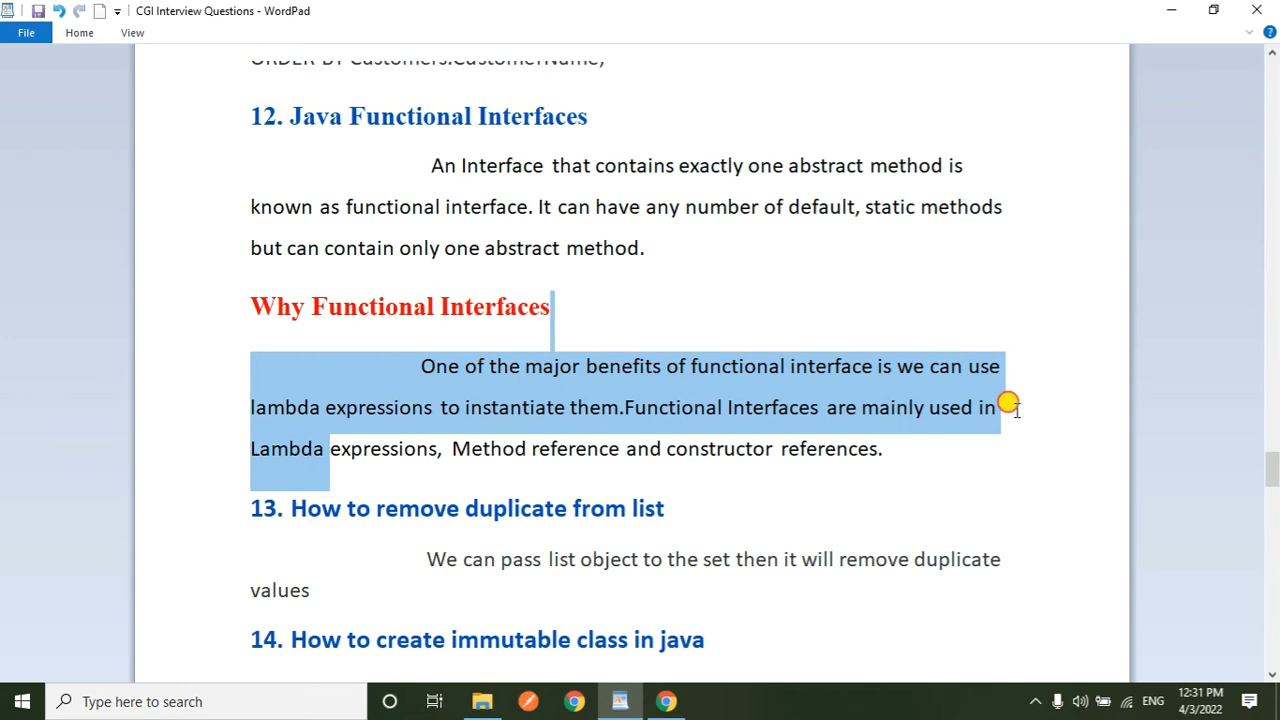 CGI Interview Questions - WordPad
File Home View
ORDER BY Customers.CustomerName;
12. Java Functional Interfaces
An Interface that contains exactly one abstract method is
known as functional interface. It can have any number of default, static methods
but can contain only one abstract method.
Why Functional Interfaces
One of the major benefits of functional interface is we can use
lambda expressions to instantiate them.Functional Interfaces are mainly used in
Lambda expressions, Method reference and constructor references.
13. How to remove duplicate from list
We can pass list object to the set then it will remove duplicate
values
14. How to create immutable class in java
Type here to search
ENG
12:31 PM
4/3/2022